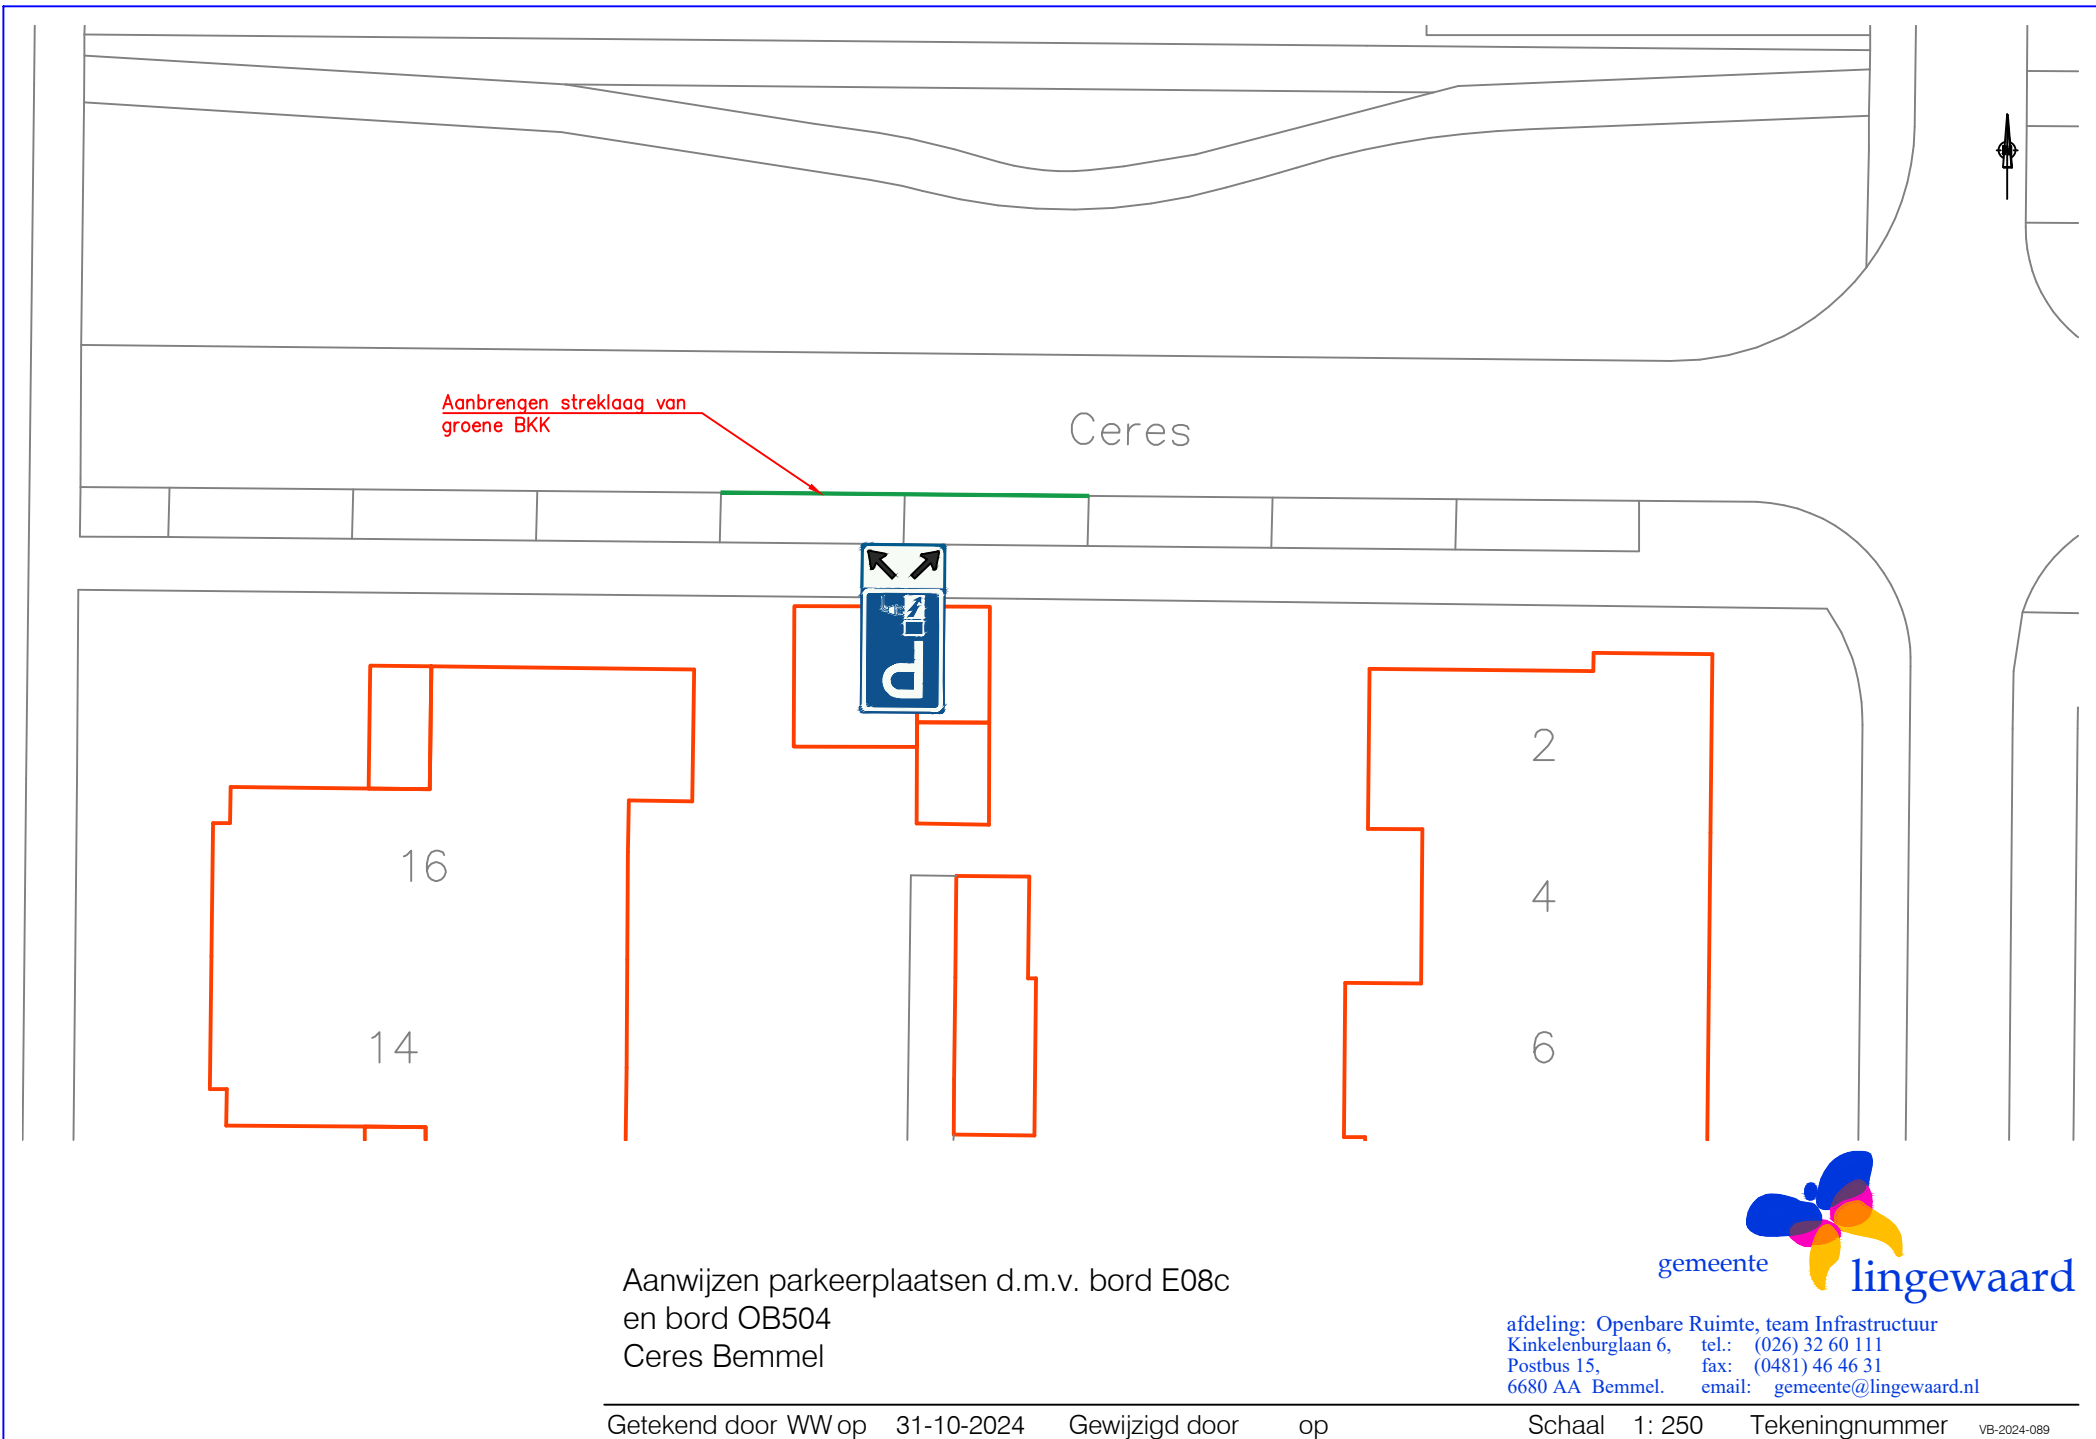 Aanbrengen streklaag van
groene BKK
Ceres
P
2
16
4
14
6
gemeente
lingewaard
Aanwijzen parkeerplaatsen d.m.v. bord E08c
en bord OB504
Ceres Bemmel
afdeling: Openbare Ruimte, team Infrastructuur
Kinkelenburglaan 6, tel.: (026) 32 60 111
Postbus 15, fax: (0481) 46 46 31
6680 AA Bemmel. email: gemeente@lingewaard.nl
Getekend door WW op 31-10-2024 Gewijzigd door op Schaal 1: 250 Tekeningnummer VB-2024-089